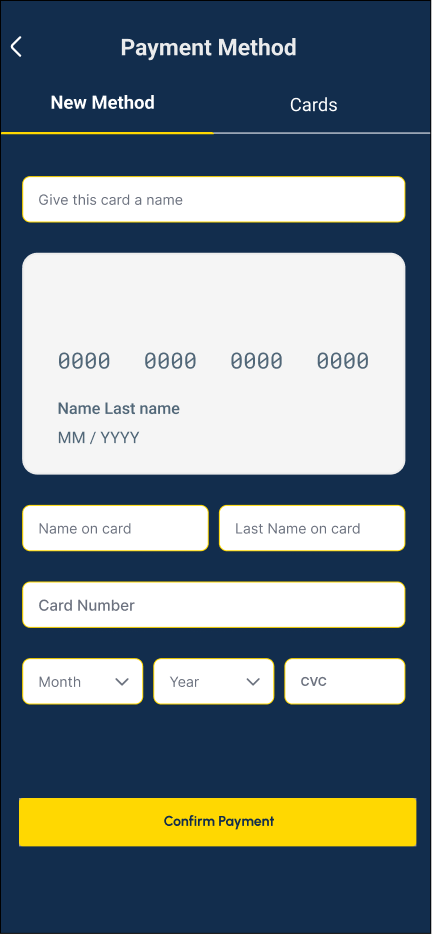 Payment Method
New Method Cards
Give this card a name
0000 0000 0000 0000
Name Last name
MM / YYYY
Name on card Last Name on card
Card Number
Month Year CVC
Confirm Payment